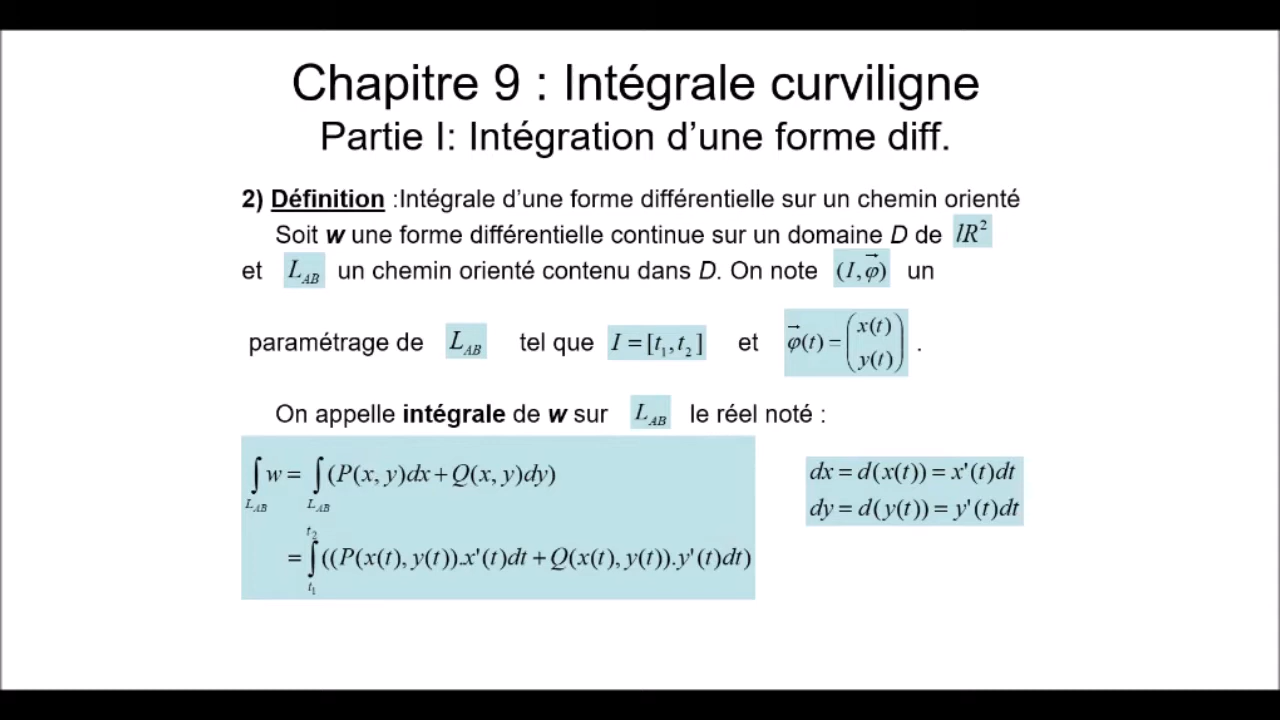 Chapitre 9 : Intégrale curviligne
Partie I: Intégration d’une forme diff.
2) Définition :Intégrale d’une forme différentielle sur un chemin orienté
Soit w une forme différentielle continue sur un domaine D de lR²
et L_AB un chemin orienté contenu dans D. On note (I, φ⃗) un
paramétrage de L_AB tel que I = [t₁, t₂] et φ⃗(t) = (x(t) y(t)) .
On appelle intégrale de w sur L_AB le réel noté :
∫_{L_AB} w = ∫_{L_AB} (P(x, y)dx + Q(x, y)dy)
= ∫_{t₁}^{t₂} ((P(x(t), y(t)).x'(t)dt + Q(x(t), y(t)).y'(t)dt)
dx = d(x(t)) = x'(t)dt
dy = d(y(t)) = y'(t)dt